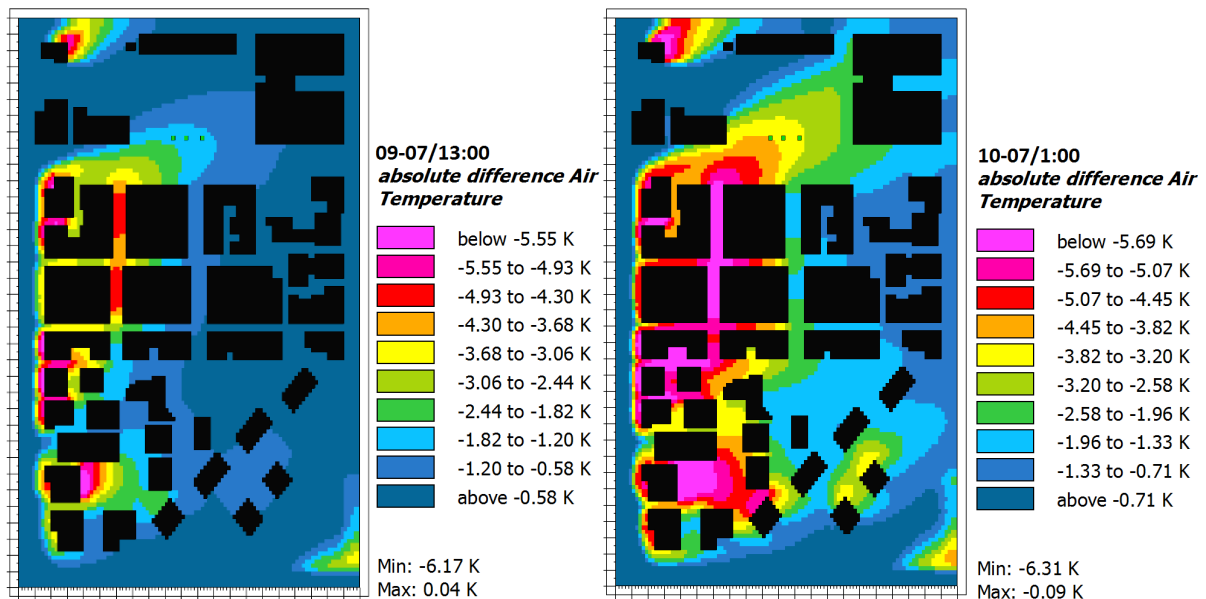 09-07/13:00
absolute difference Air
Temperature
below -5.55 K
-5.55 to -4.93 K
-4.93 to -4.30 K
-4.30 to -3.68 K
-3.68 to -3.06 K
-3.06 to -2.44 K
-2.44 to -1.82 K
-1.82 to -1.20 K
-1.20 to -0.58 K
above -0.58 K
Min: -6.17 K
Max: 0.04 K
10-07/1:00
absolute difference Air
Temperature
below -5.69 K
-5.69 to -5.07 K
-5.07 to -4.45 K
-4.45 to -3.82 K
-3.82 to -3.20 K
-3.20 to -2.58 K
-2.58 to -1.96 K
-1.96 to -1.33 K
-1.33 to -0.71 K
above -0.71 K
Min: -6.31 K
Max: -0.09 K